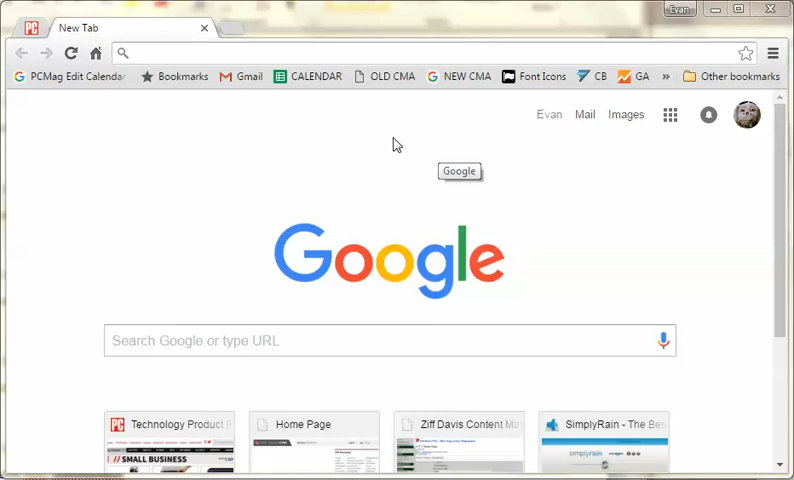 Evan
PC New Tab
G PCMag Edit Calendar Bookmarks Gmail CALENDAR OLD CMA G NEW CMA Font Icons CB GA » Other bookmarks
Evan Mail Images
Google
Google
Search Google or type URL
PC Technology Product R Home Page Ziff Davis Content Ma SimplyRain - The Bes
SMALL BUSINESS simplyrain